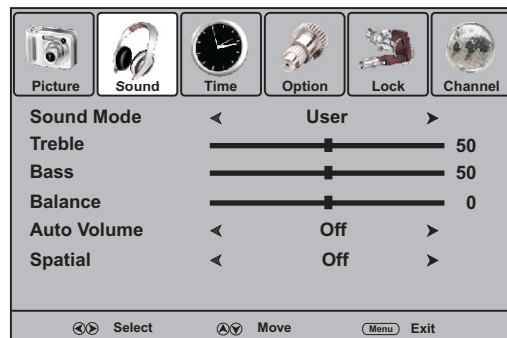 Picture Sound Time Option Lock Channel
Sound Mode User
Treble 50
Bass 50
Balance 0
Auto Volume Off
Spatial Off
Select Move Menu Exit